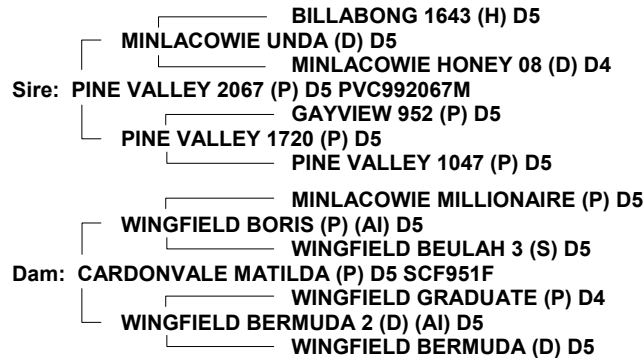 BILLABONG 1643 (H) D5
MINLACOWIE UNDA (D) D5
MINLACOWIE HONEY 08 (D) D4
Sire: PINE VALLEY 2067 (P) D5 PVC992067M
GAYVIEW 952 (P) D5
PINE VALLEY 1720 (P) D5
PINE VALLEY 1047 (P) D5
MINLACOWIE MILLIONAIRE (P) D5
WINGFIELD BORIS (P) (AI) D5
WINGFIELD BEULAH 3 (S) D5
Dam: CARDONVALE MATILDA (P) D5 SCF951F
WINGFIELD GRADUATE (P) D4
WINGFIELD BERMUDA 2 (D) (AI) D5
WINGFIELD BERMUDA (D) D5